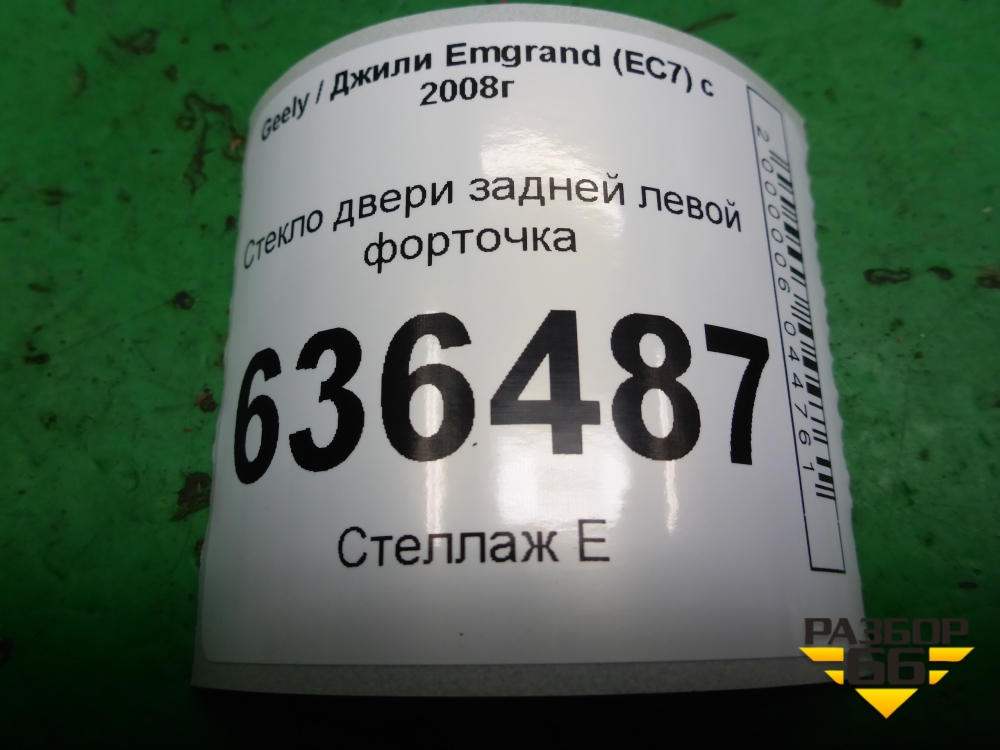 Geely / Джили Emgrand (EC7) с
2008г
Стекло двери задней левой
форточка
636487
Стеллаж Е
2000006044761
РАЗБОР
66